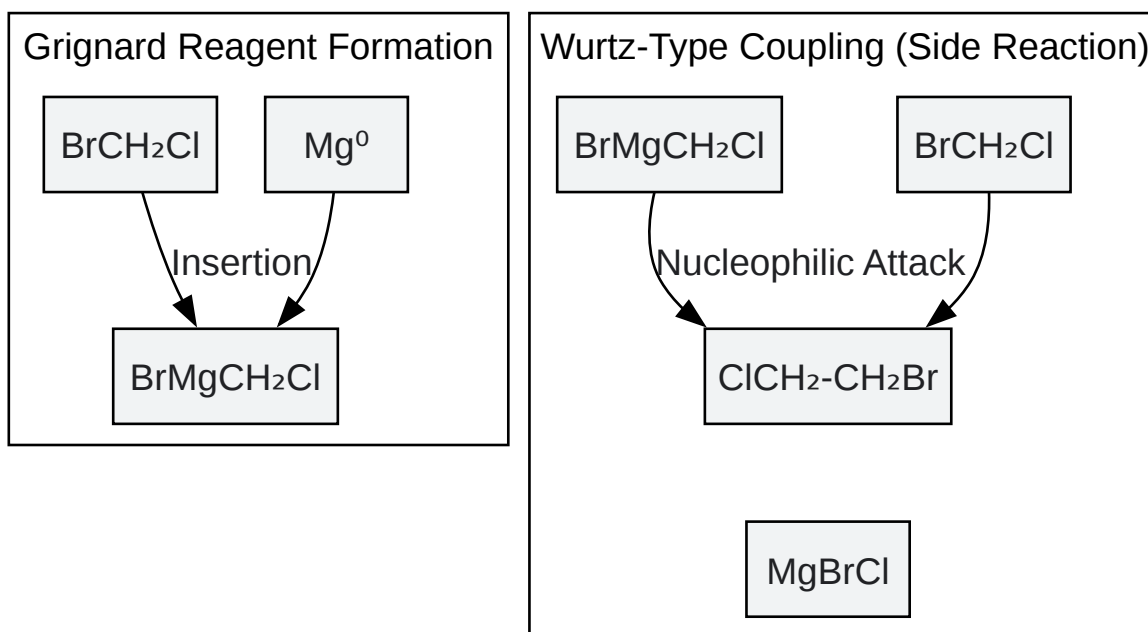 Grignard Reagent Formation
BrCH₂Cl
Mg⁰
Insertion
BrMgCH₂Cl
Wurtz-Type Coupling (Side Reaction)
BrMgCH₂Cl
BrCH₂Cl
Nucleophilic Attack
ClCH₂-CH₂Br
MgBrCl